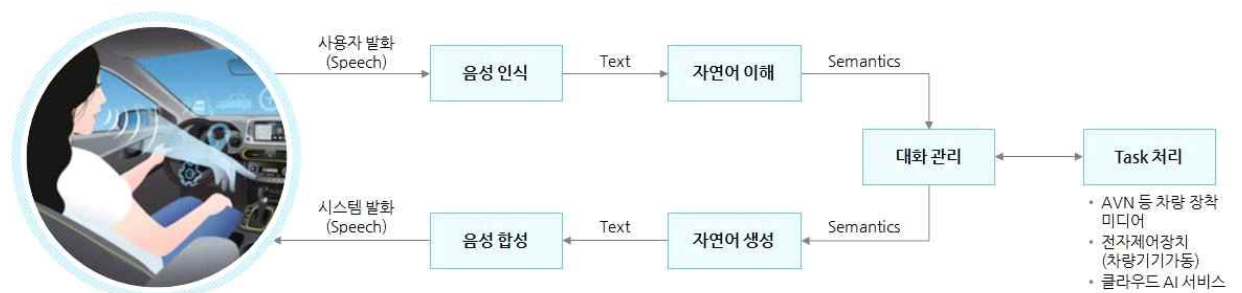 사용자 발화
(Speech)
음성 인식
Text
자연어 이해
Semantics
대화 관리
Task 처리
• AVN 등 차량 장착
미디어
• 전자제어장치
(차량기기가동)
• 클라우드 AI 서비스
시스템 발화
(Speech)
음성 합성
Text
자연어 생성
Semantics